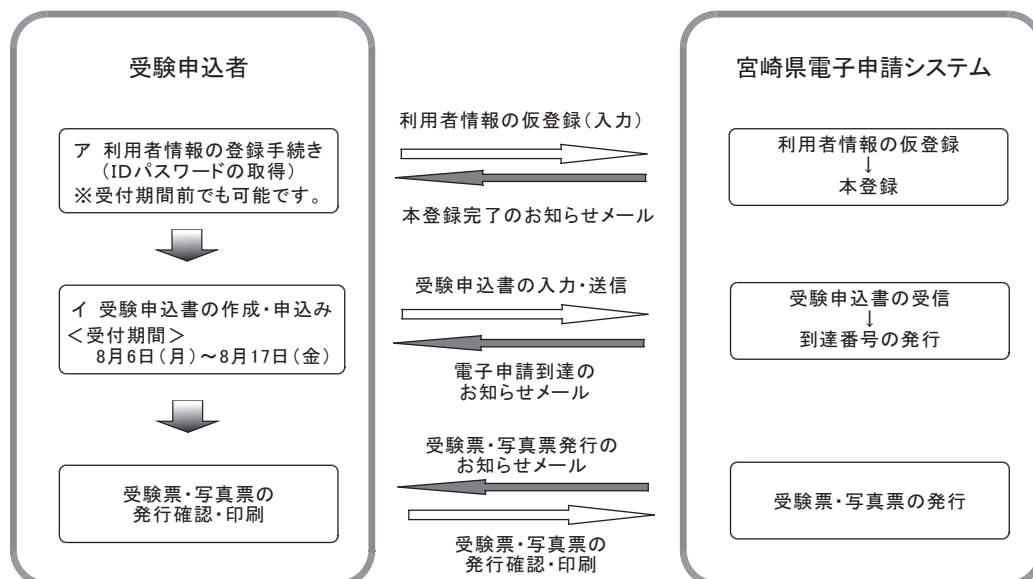 受験申込者
宮崎県電子申請システム
利用者情報の仮登録(入力)
ア 利用者情報の登録手続き
(IDパスワードの取得)
※受付期間前でも可能です。
利用者情報の仮登録
↓
本登録
本登録完了のお知らせメール
受験申込書の入力・送信
イ 受験申込書の作成・申込み
<受付期間>
8月6日(月)~8月17日(金)
受験申込書の受信
↓
到達番号の発行
電子申請到達の
お知らせメール
受験票・写真票発行の
お知らせメール
受験票・写真票の
発行確認・印刷
受験票・写真票の発行
受験票・写真票の
発行確認・印刷